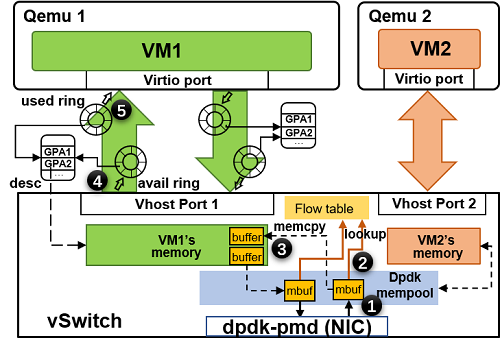 Qemu 1
Qemu 2
VM1
VM2
Virtio port
Virtio port
used ring
5
GPA1
GPA2
...
GPA1
GPA2
...
desc
4
avail ring
Vhost Port 1
Flow table
Vhost Port 2
memcpy
lookup
VM1's
memory
buffer
buffer
3
2
VM2's
memory
mbuf
mbuf
Dpdk
mempool
1
vSwitch
dpdk-pmd (NIC)